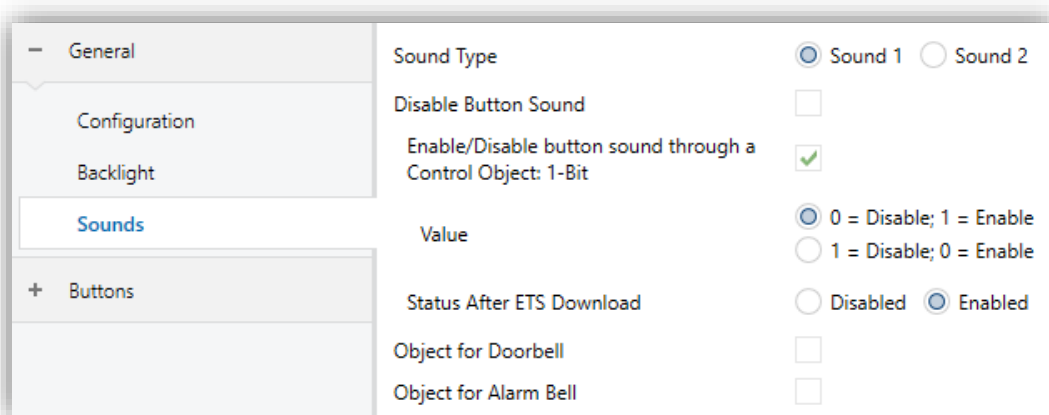 General
Configuration
Backlight
Sounds
Buttons
Sound Type
Sound 1 Sound 2
Disable Button Sound
Enable/Disable button sound through a
Control Object: 1-Bit
Value
0 = Disable; 1 = Enable
1 = Disable; 0 = Enable
Status After ETS Download
Disabled Enabled
Object for Doorbell
Object for Alarm Bell